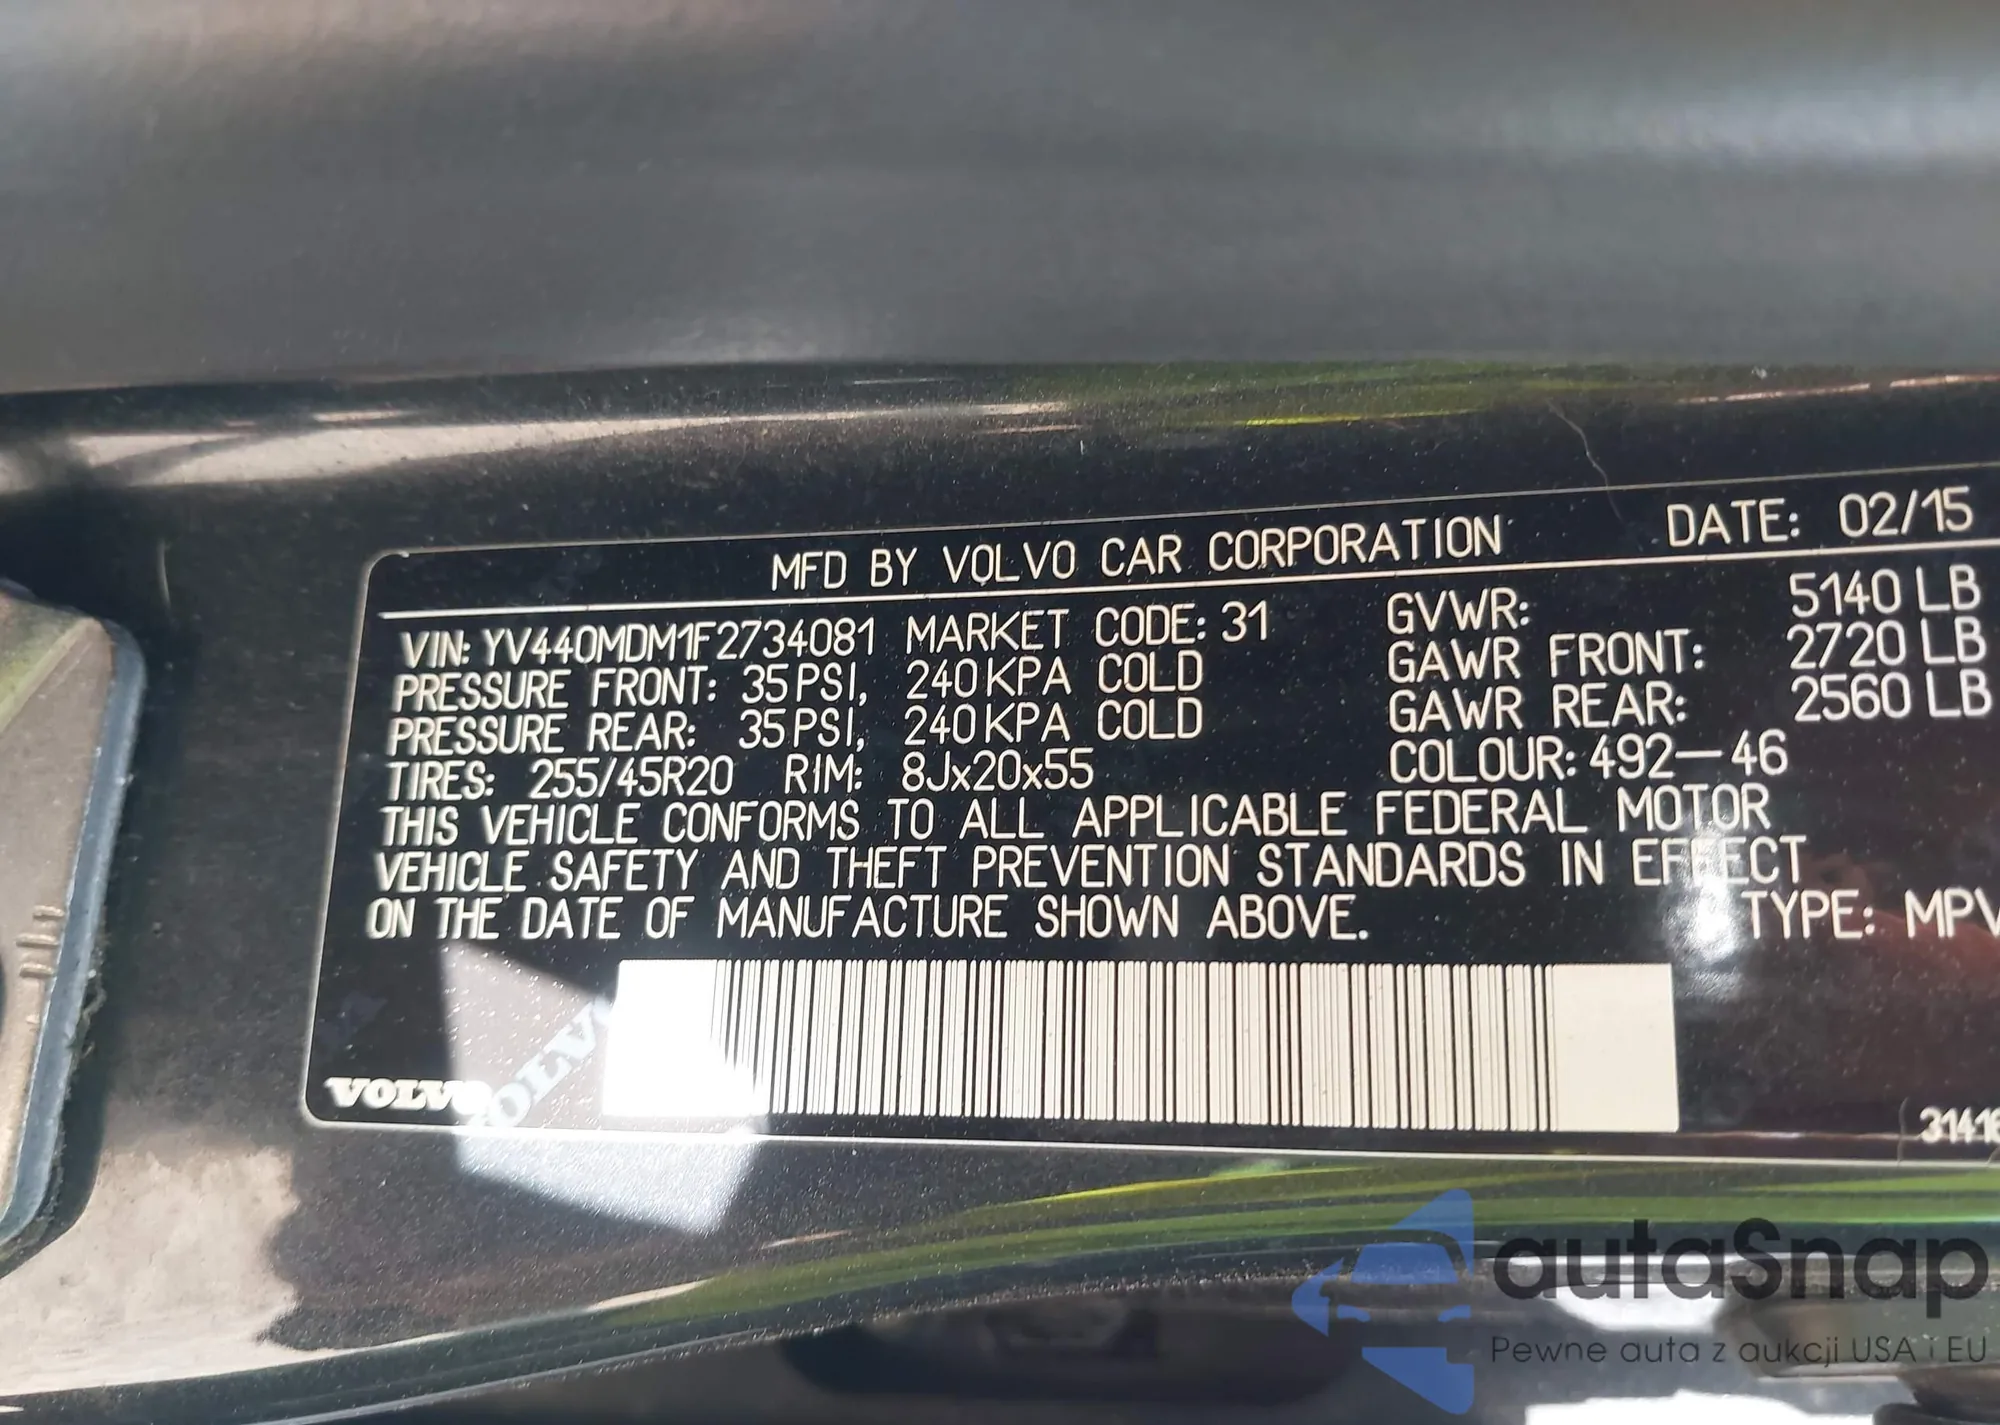 MFD BY VOLVO CAR CORPORATION DATE: 02/15
VIN: YV440MDM1F2734081 MARKET CODE: 31 GVWR: 5140 LB
PRESSURE FRONT: 35PSI, 240KPA COLD GAWR FRONT: 2720 LB
PRESSURE REAR: 35PSI, 240KPA COLD GAWR REAR: 2560 LB
TIRES: 255/45R20 RIM: 8Jx20x55 COLOUR: 492-46
THIS VEHICLE CONFORMS TO ALL APPLICABLE FEDERAL MOTOR
VEHICLE SAFETY AND THEFT PREVENTION STANDARDS IN EFFECT
ON THE DATE OF MANUFACTURE SHOWN ABOVE. TYPE: MPV
VOLVO
VOLVO
autaSnap
Pewne auta z aukcji USA i EU